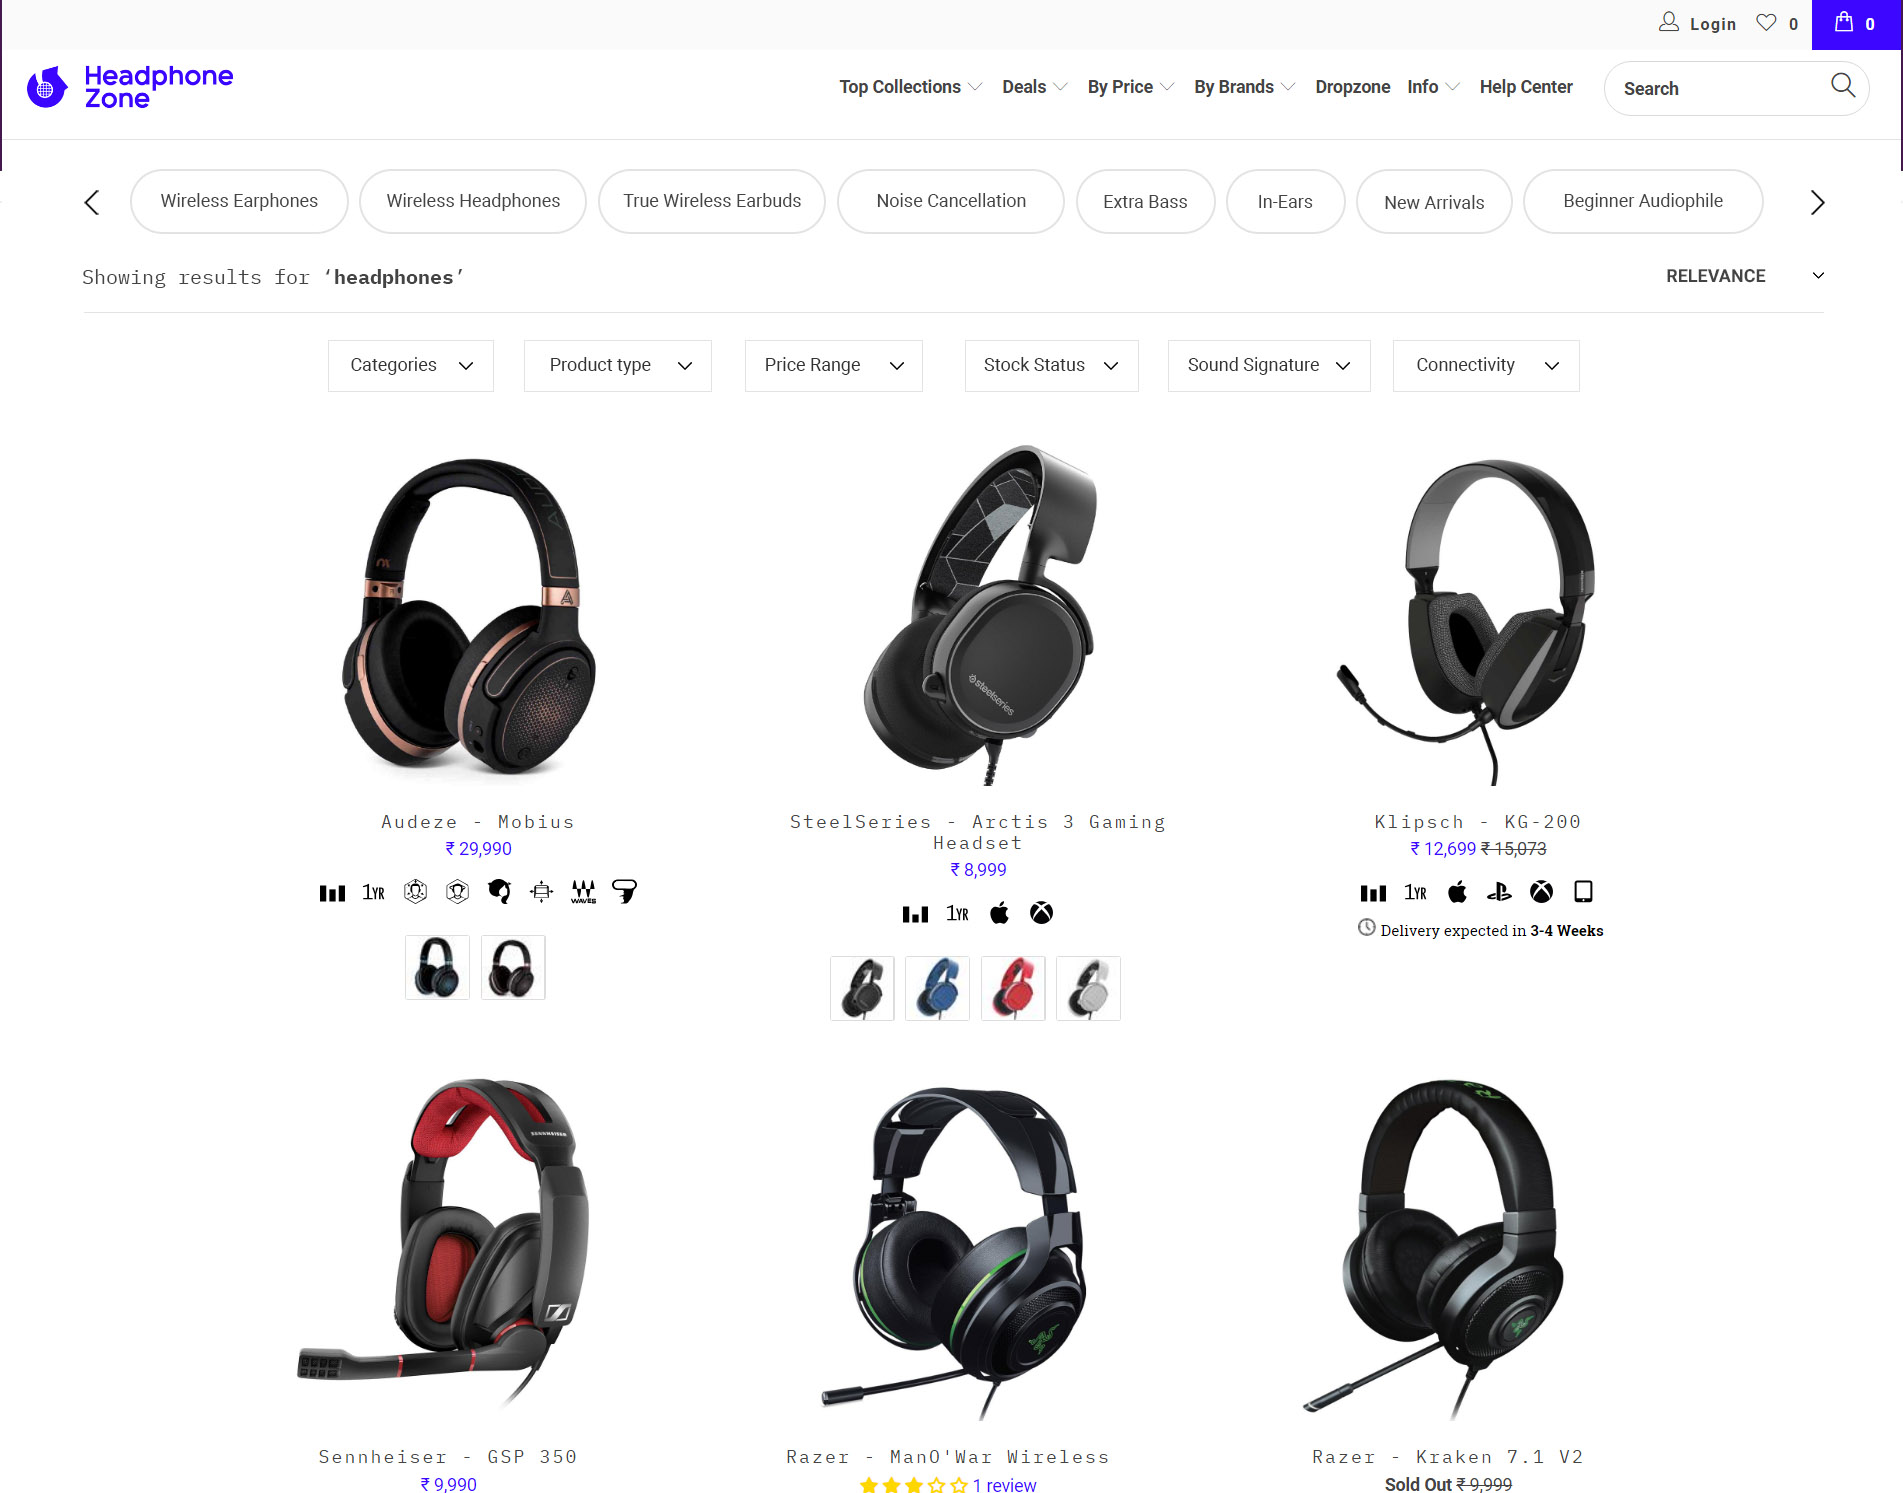 Login 0 0
Headphone
Zone
Top Collections Deals By Price By Brands Dropzone Info Help Center Search
Wireless Earphones Wireless Headphones True Wireless Earbuds Noise Cancellation Extra Bass In-Ears New Arrivals Beginner Audiophile
Showing results for ‘headphones’ RELEVANCE
Categories Product type Price Range Stock Status Sound Signature Connectivity
steelseries
Audeze - Mobius
₹ 29,990
1YR WAVES
SteelSeries - Arctis 3 Gaming
Headset
₹ 8,999
1YR
Klipsch - KG-200
₹ 12,699 ₹ 15,073
1YR
Delivery expected in 3-4 Weeks
SENNHEISER
Sennheiser - GSP 350
₹ 9,990
Razer - ManO'War Wireless
1 review
Razer - Kraken 7.1 V2
Sold Out ₹ 9,999